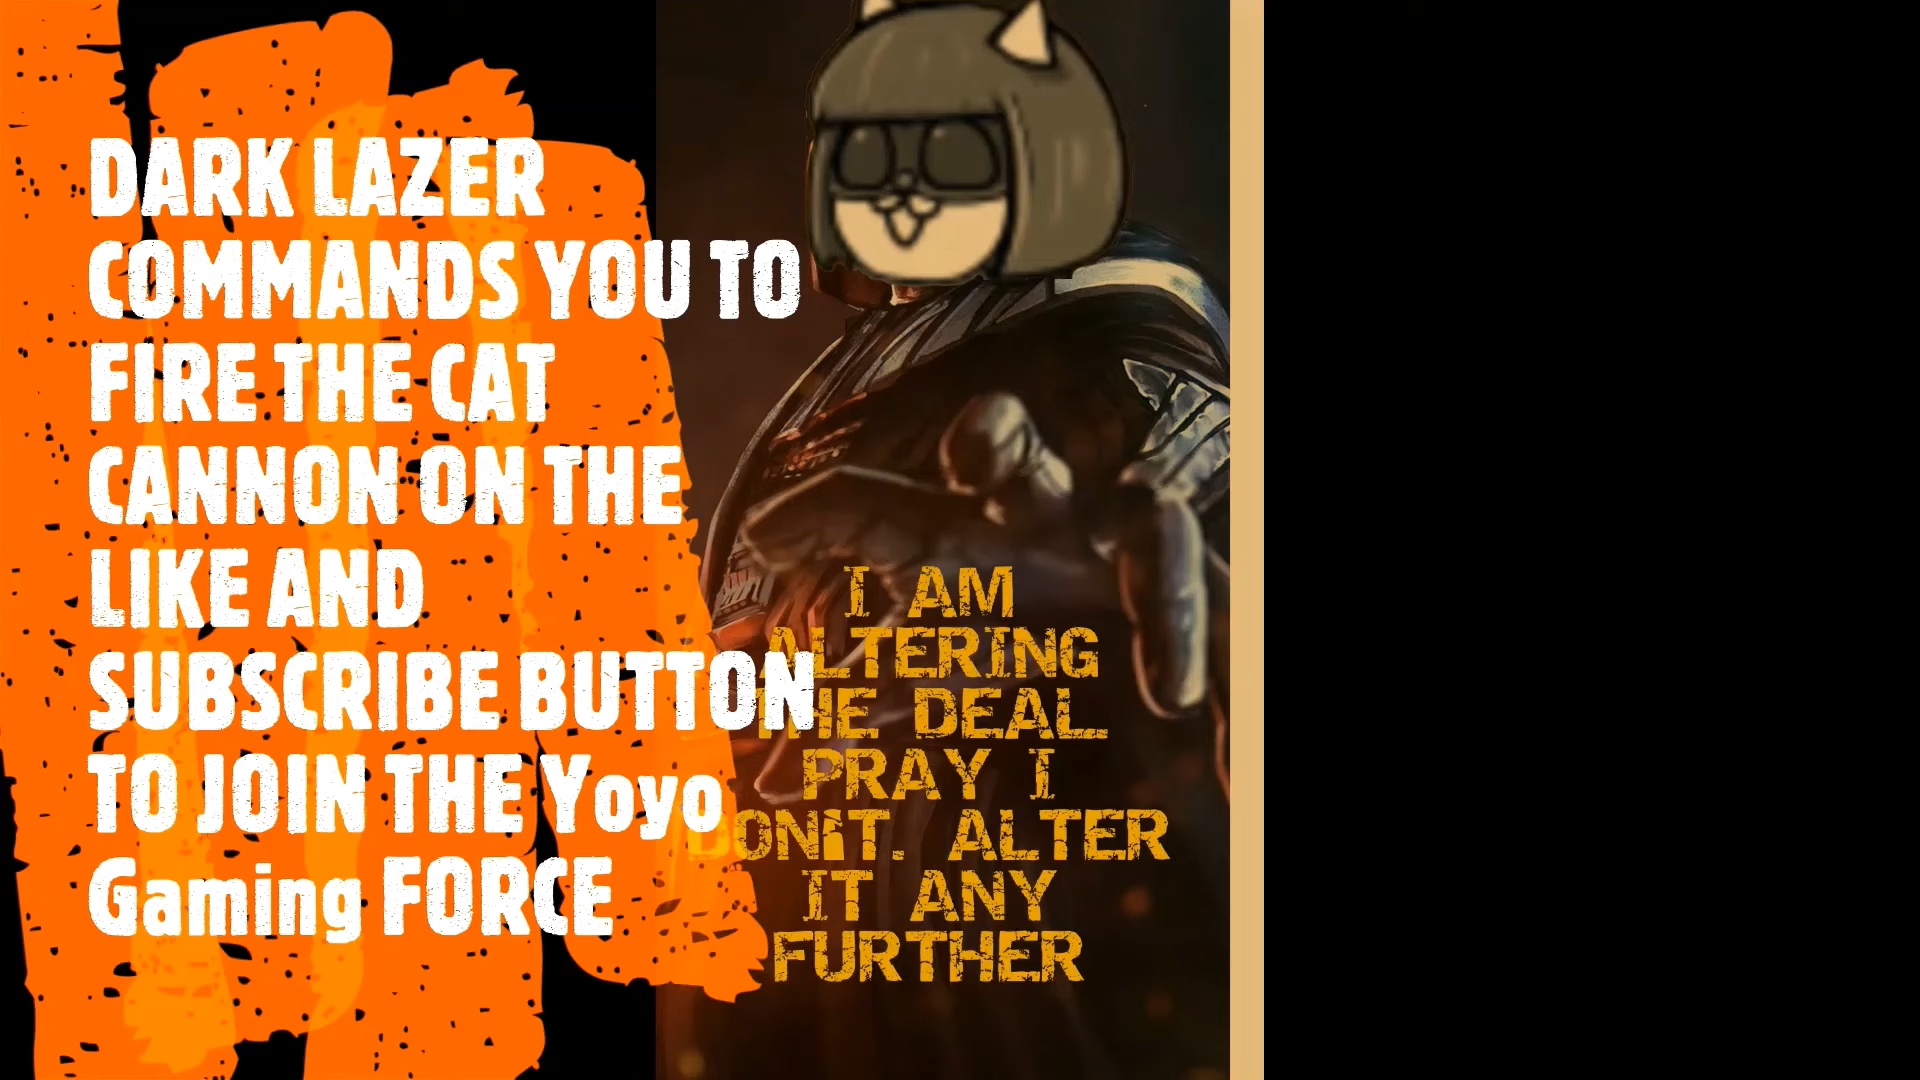 DARK LAZER
COMMANDS YOU TO
FIRE THE CAT
CANNON ON THE
LIKE AND
SUBSCRIBE BUTTON
TO JOIN THE Yoyo
Gaming FORCE
I AM
ALTERING
THE DEAL.
PRAY I
DON'T. ALTER
IT ANY
FURTHER